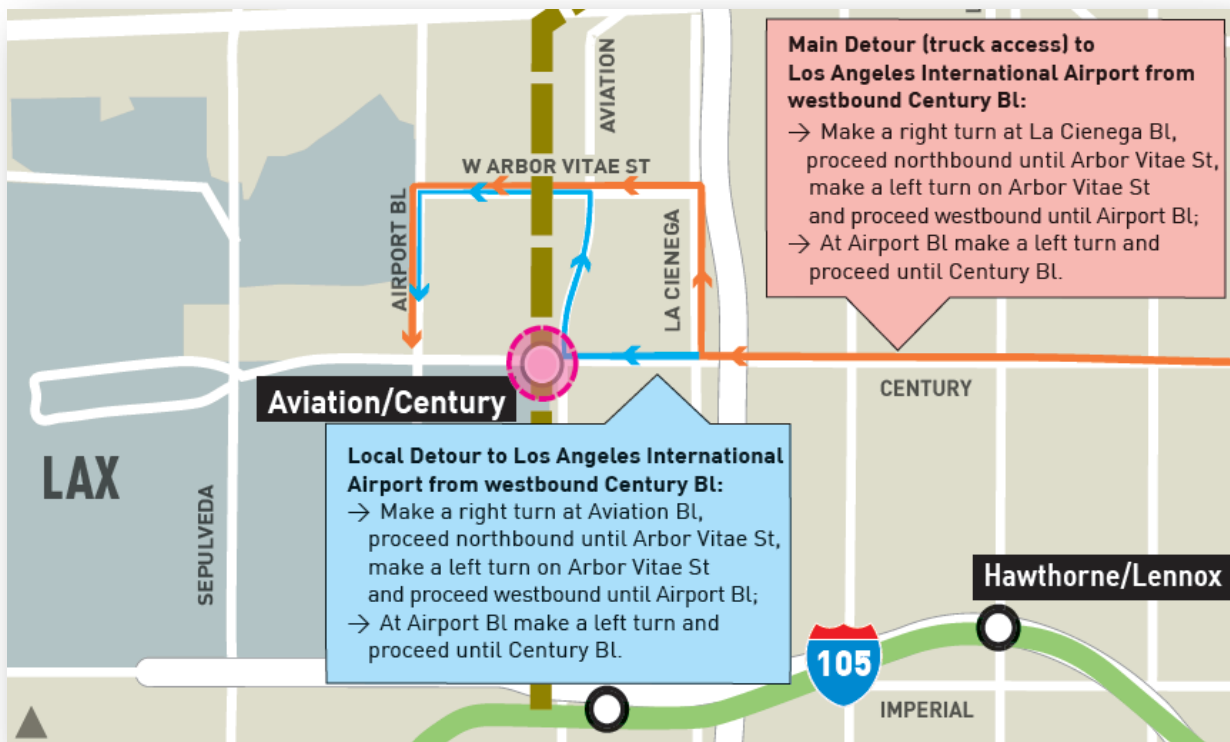 Main Detour (truck access) to
Los Angeles International Airport from
westbound Century Bl:
→ Make a right turn at La Cienega Bl,
proceed northbound until Arbor Vitae St,
make a left turn on Arbor Vitae St
and proceed westbound until Airport Bl;
→ At Airport Bl make a left turn and
proceed until Century Bl.
AVIATION
W ARBOR VITAE ST
AIRPORT BL
LA CIENEGA
CENTURY
Aviation/Century
LAX
SEPULVEDA
Local Detour to Los Angeles International
Airport from westbound Century Bl:
→ Make a right turn at Aviation Bl,
proceed northbound until Arbor Vitae St,
make a left turn on Arbor Vitae St
and proceed westbound until Airport Bl;
→ At Airport Bl make a left turn and
proceed until Century Bl.
Hawthorne/Lennox
105
IMPERIAL